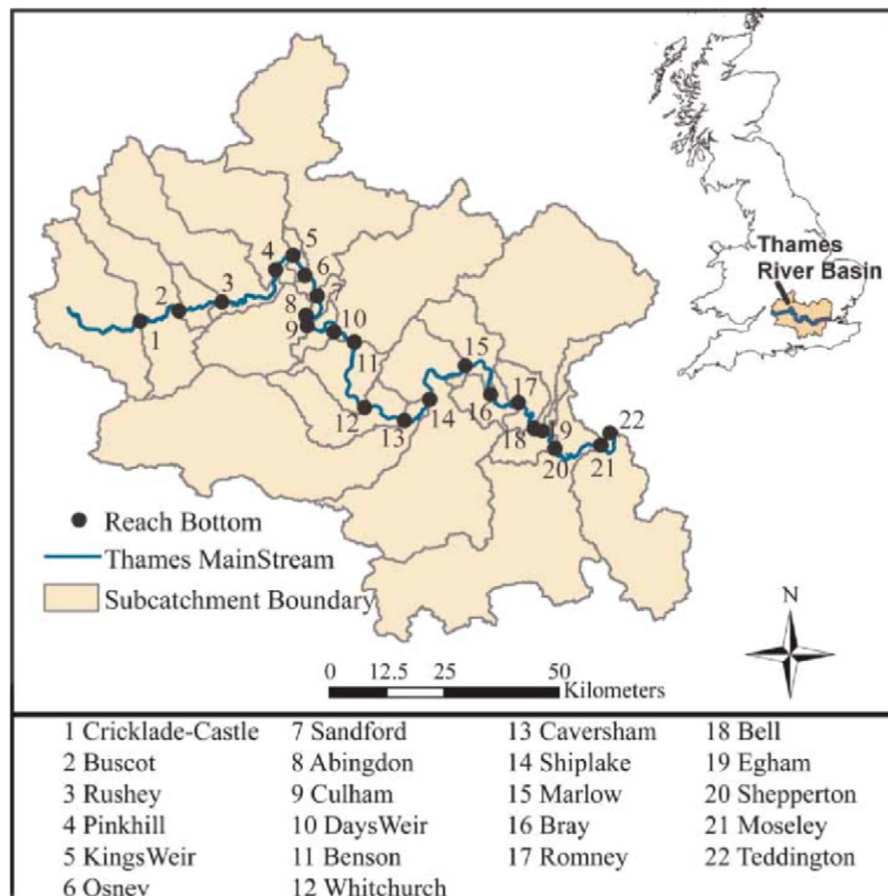 Thames
River Basin
5
4
6
3
7
2
8
1
9
10
11
15
17
12
16
14
22
13
18
19
20
21
Reach Bottom
Thames MainStream
Subcatchment Boundary
N
0 12.5 25 50
Kilometers
1 Cricklade-Castle 7 Sandford 13 Caversham 18 Bell
2 Buscot 8 Abingdon 14 Shiplake 19 Egham
3 Rushey 9 Culham 15 Marlow 20 Shepperton
4 Pinkhill 10 DaysWeir 16 Bray 21 Moseley
5 KingsWeir 11 Benson 17 Romney 22 Teddington
6 Osney 12 Whitchurch